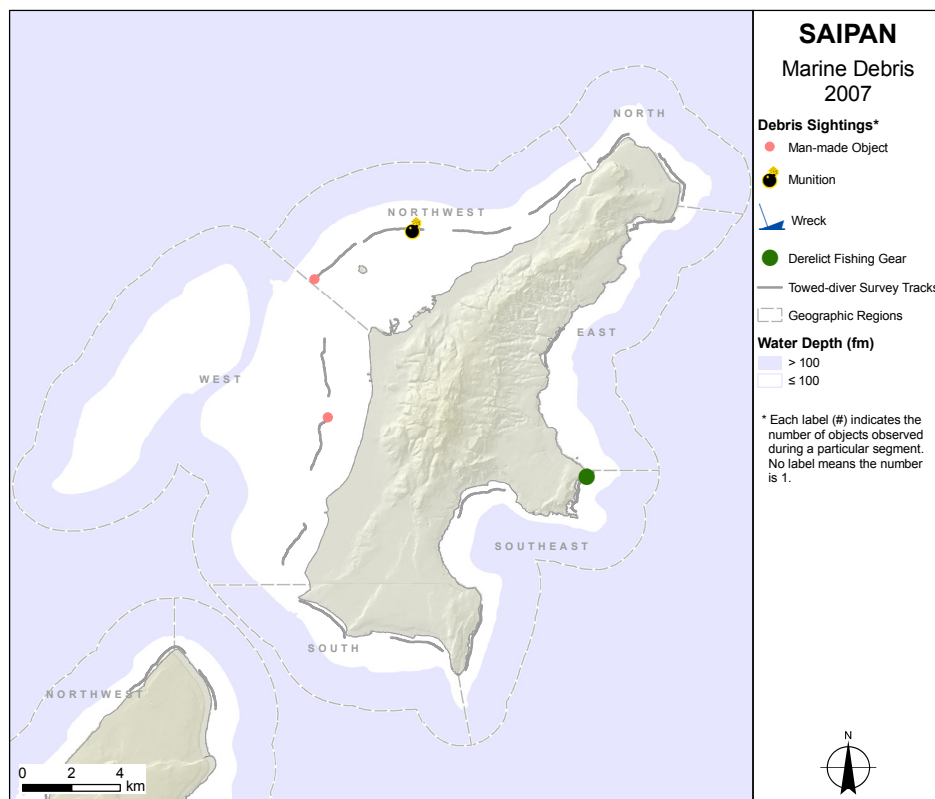 SAIPAN
Marine Debris
2007
Debris Sightings*
Man-made Object
Munition
Wreck
Derelict Fishing Gear
Towed-diver Survey Tracks
Geographic Regions
Water Depth (fm)
> 100
≤ 100
* Each label (#) indicates the
number of objects observed
during a particular segment.
No label means the number
is 1.
NORTH
NORTHWEST
EAST
WEST
SOUTHEAST
SOUTH
NORTHWEST
0 2 4
km
N